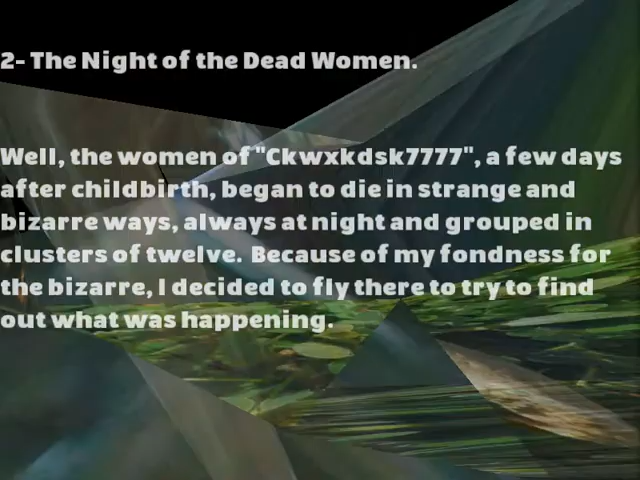 2- The Night of the Dead Women.
Well, the women of "Ckwxkdsk7777", a few days
after childbirth, began to die in strange and
bizarre ways, always at night and grouped in
clusters of twelve. Because of my fondness for
the bizarre, I decided to fly there to try to find
out what was happening.